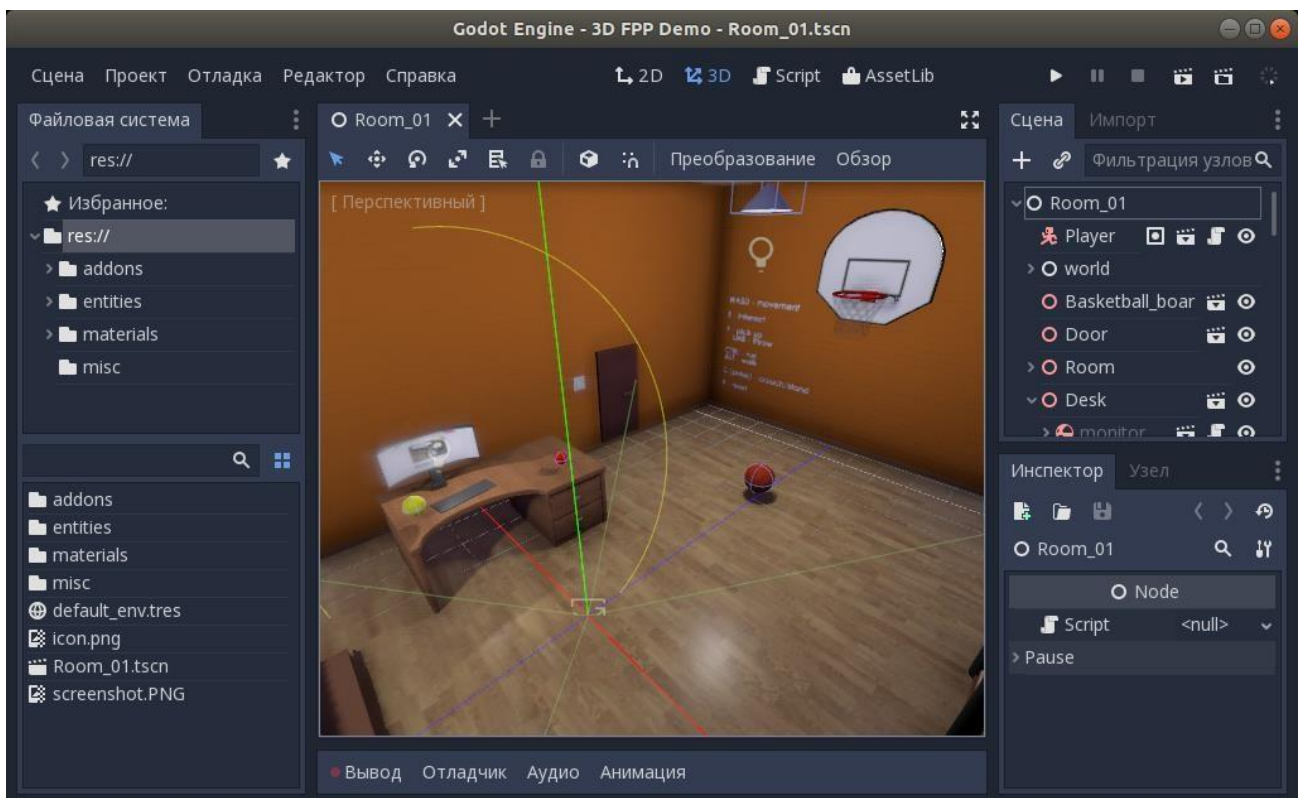 Godot Engine - 3D FPP Demo - Room_01.tscn
Сцена Проект Отладка Редактор Справка 2D 3D Script AssetLib
Файловая система
res://
Избранное:
res://
addons
entities
materials
misc
addons
entities
materials
misc
default_env.tres
icon.png
Room_01.tscn
screenshot.PNG
Room_01
Преобразование Обзор
[ Перспективный ]
WASD - movement
Вывод Отладчик Аудио Анимация
Сцена Импорт
Фильтрация узлов
Room_01
Player
world
Basketball_boar
Door
Room
Desk
monitor
Инспектор Узел
Room_01
Node
Script <null>
Pause